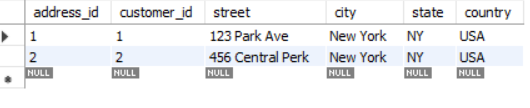 address_id customer_id street city state country
1 1 123 Park Ave New York NY USA
2 2 456 Central Perk New York NY USA
NULL NULL NULL NULL NULL NULL